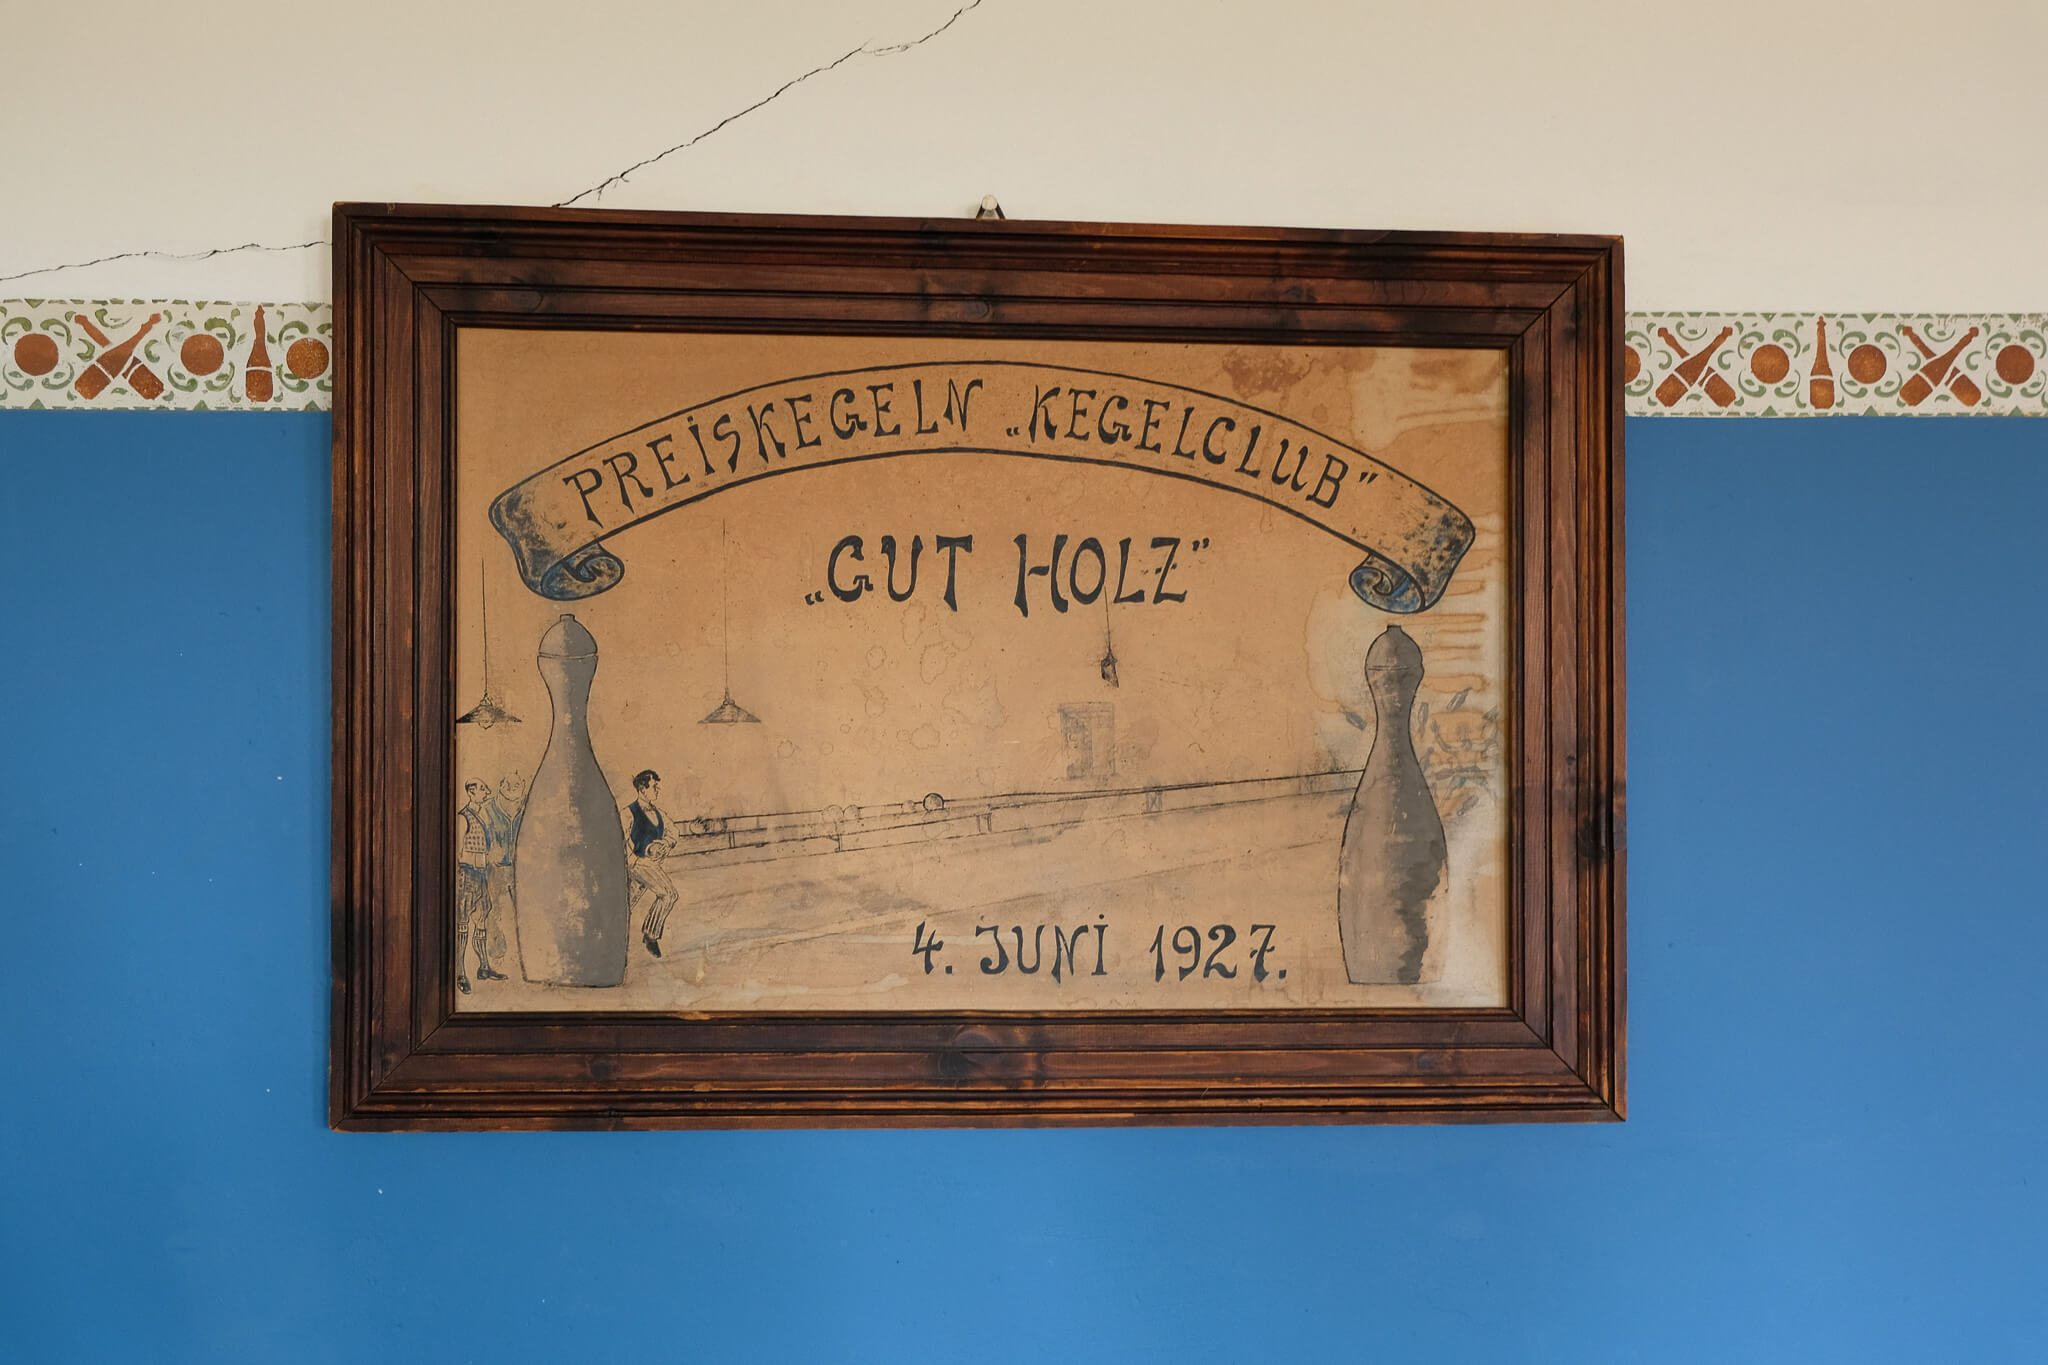 PREISKEGELN „KEGELCLUB”
„GUT HOLZ”
4. JUNI 1927.